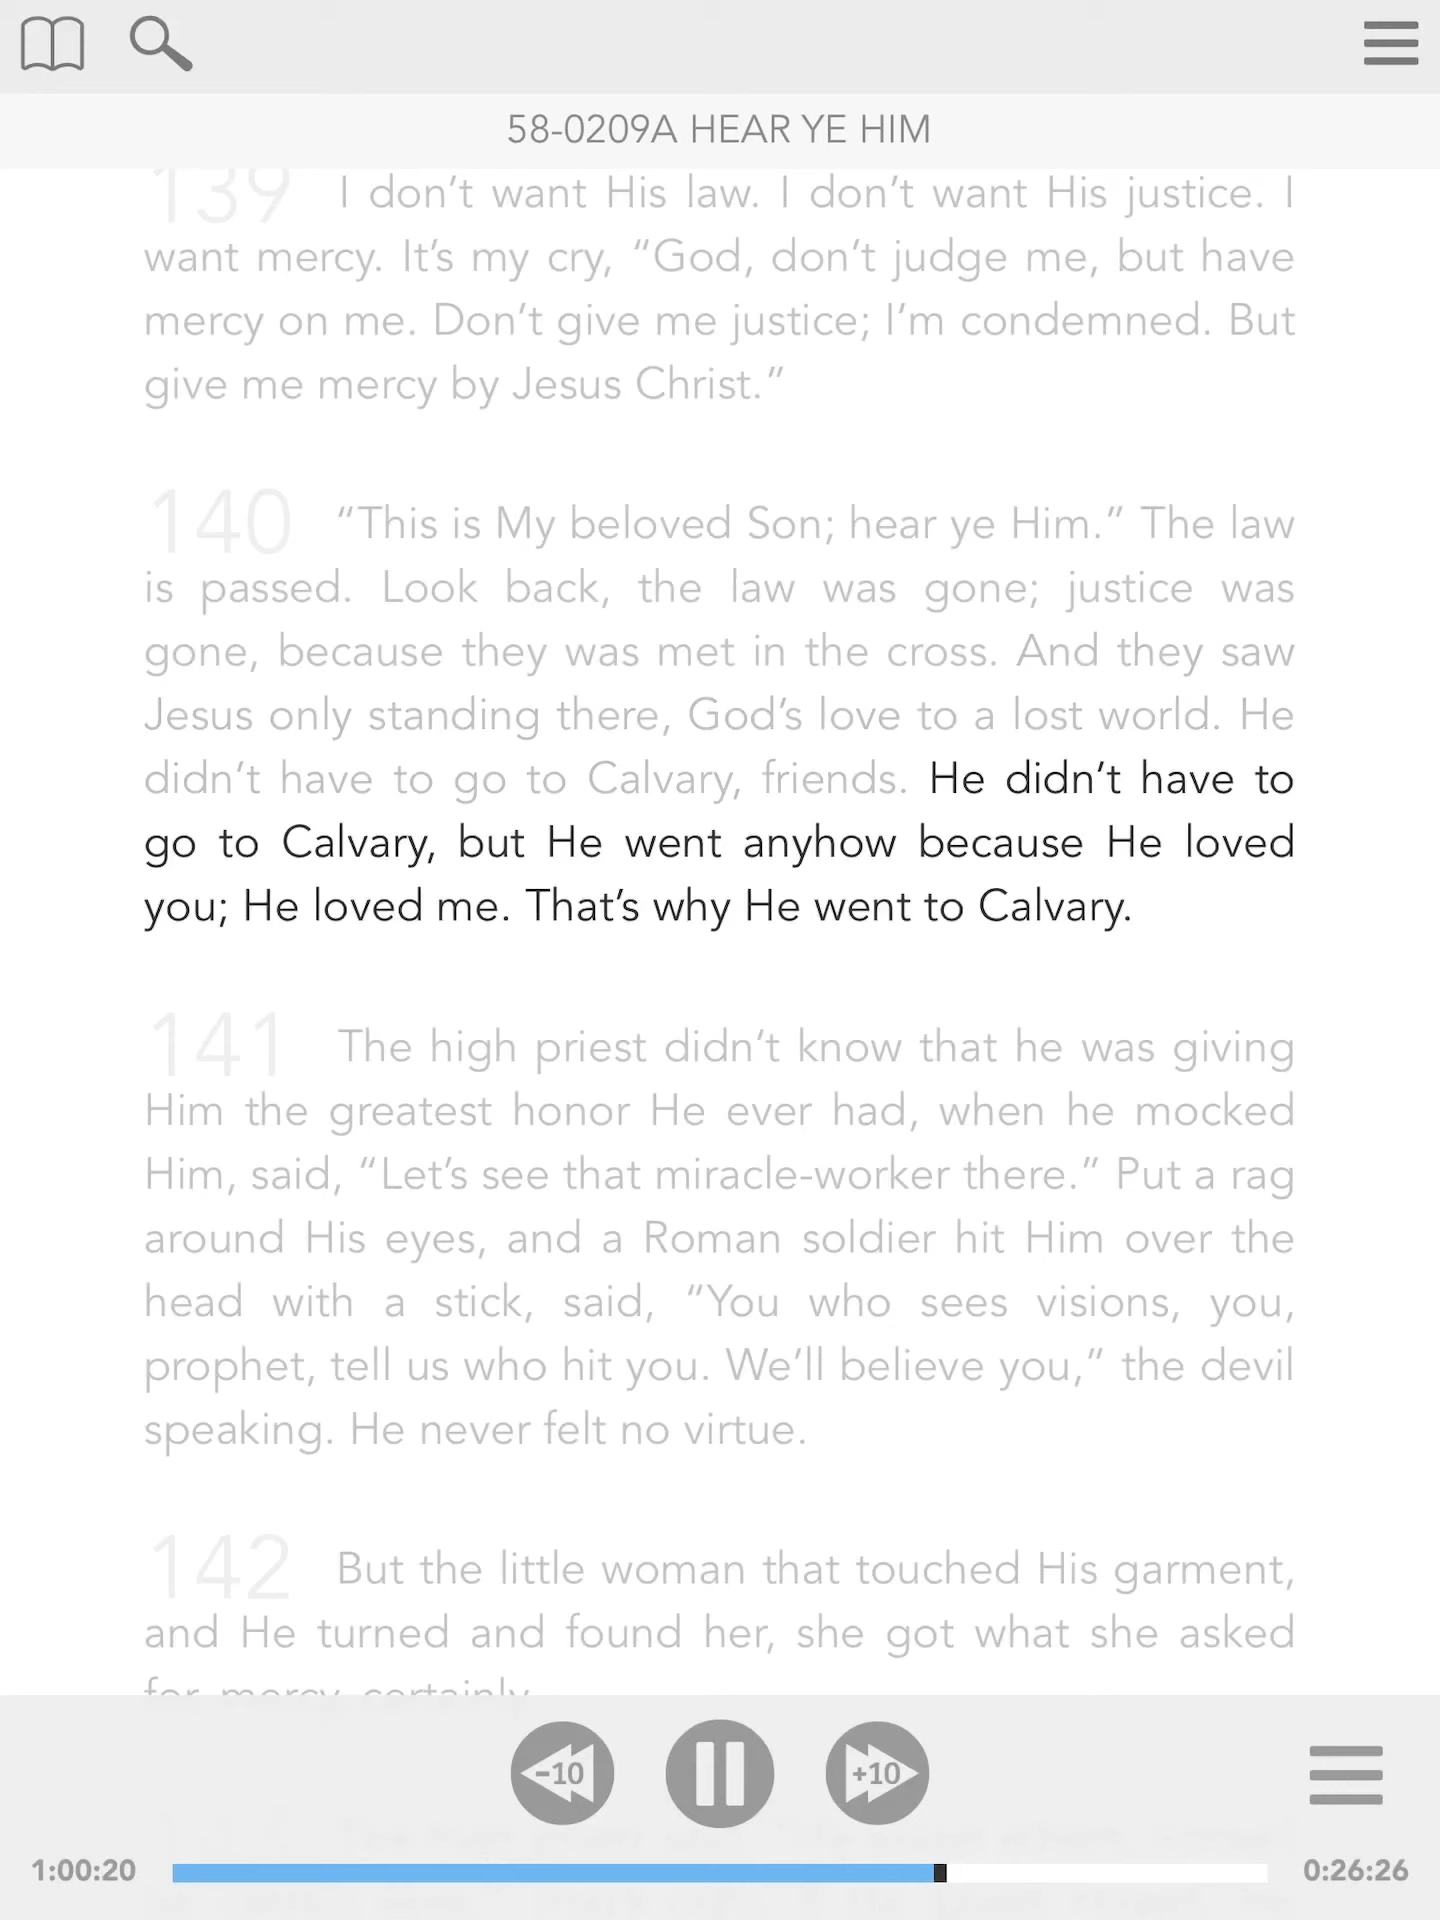 58-0209A HEAR YE HIM
139 I don’t want His law. I don’t want His justice. I
want mercy. It’s my cry, “God, don’t judge me, but have
mercy on me. Don’t give me justice; I’m condemned. But
give me mercy by Jesus Christ.”
140 “This is My beloved Son; hear ye Him.” The law
is passed. Look back, the law was gone; justice was
gone, because they was met in the cross. And they saw
Jesus only standing there, God’s love to a lost world. He
didn’t have to go to Calvary, friends. He didn’t have to
go to Calvary, but He went anyhow because He loved
you; He loved me. That’s why He went to Calvary.
141 The high priest didn’t know that he was giving
Him the greatest honor He ever had, when he mocked
Him, said, “Let’s see that miracle-worker there.” Put a rag
around His eyes, and a Roman soldier hit Him over the
head with a stick, said, “You who sees visions, you,
prophet, tell us who hit you. We’ll believe you,” the devil
speaking. He never felt no virtue.
142 But the little woman that touched His garment,
and He turned and found her, she got what she asked
for, mercy, certainly.
-10 +10
1:00:20 0:26:26